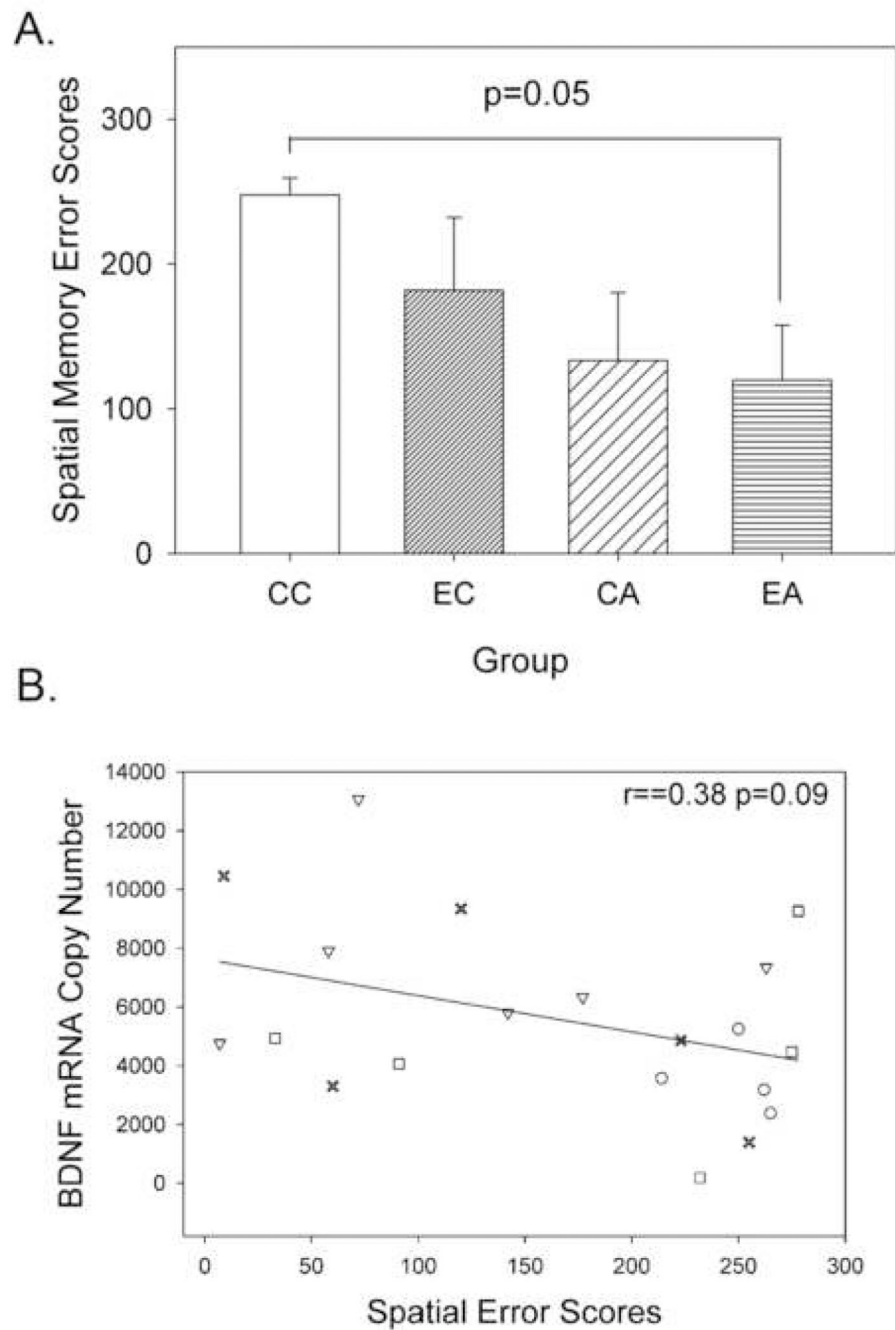 A.
Spatial Memory Error Scores
300
200
100
0
p=0.05
CC EC CA EA
Group
B.
BDNF mRNA Copy Number
14000
12000
10000
8000
6000
4000
2000
0
r==0.38 p=0.09
0 50 100 150 200 250 300
Spatial Error Scores